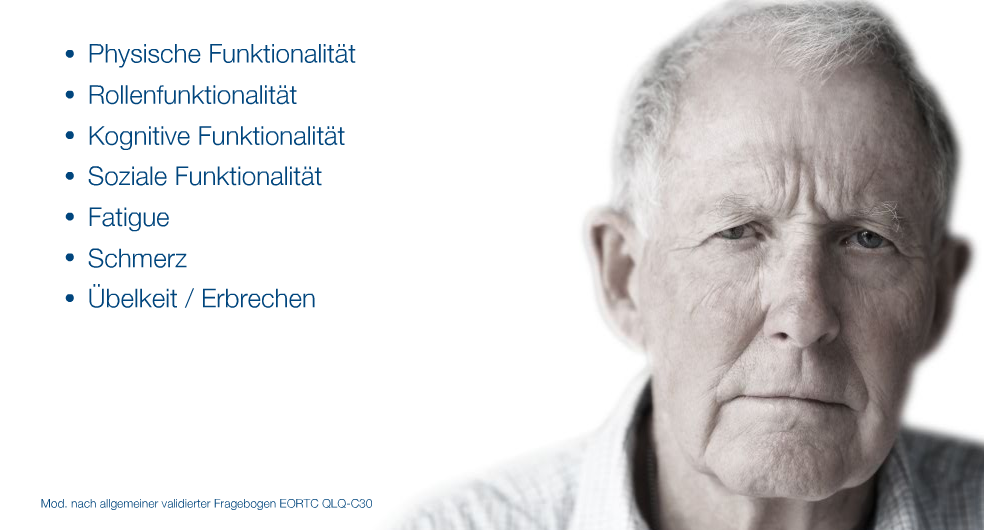 • Physische Funktionalität
• Rollenfunktionalität
• Kognitive Funktionalität
• Soziale Funktionalität
• Fatigue
• Schmerz
• Übelkeit / Erbrechen
Mod. nach allgemeiner validierter Fragebogen EORTC QLQ-C30